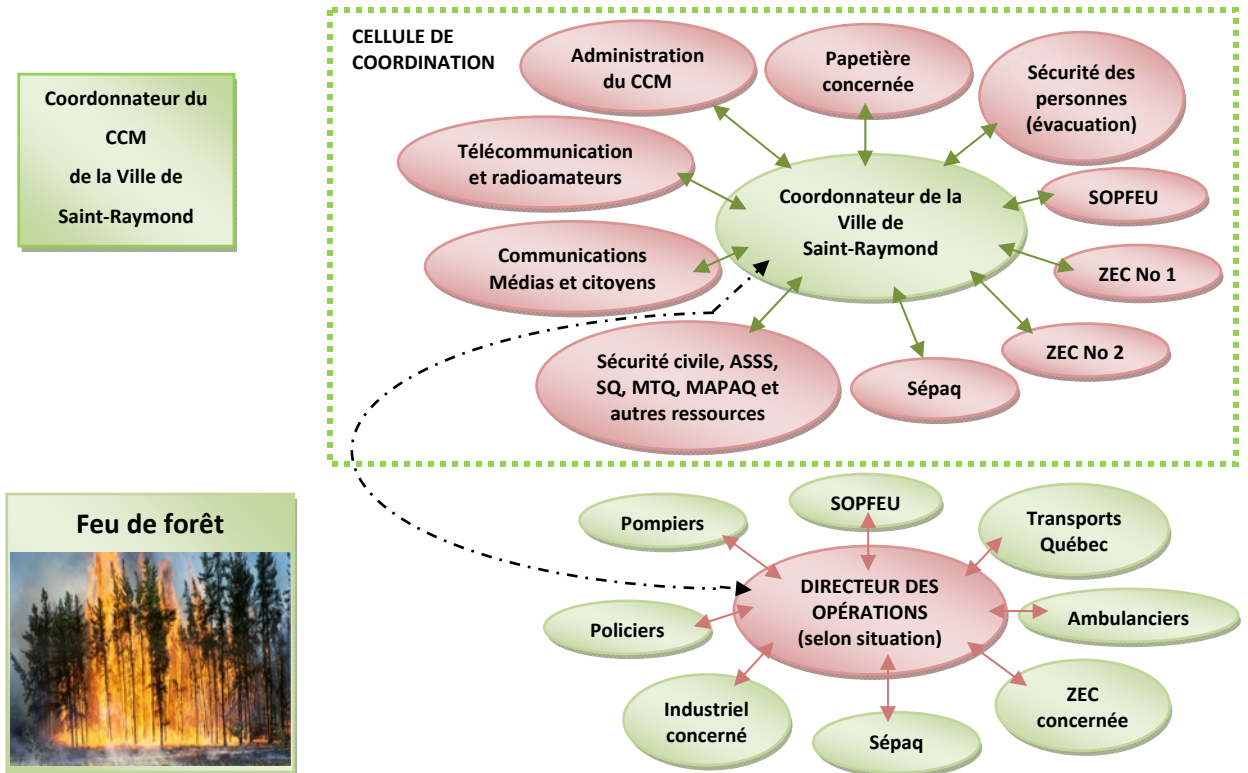 CELLULE DE
COORDINATION
Coordonnateur du
CCM
de la Ville de
Saint-Raymond
Administration
du CCM
Papetière
concernée
Sécurité des
personnes
(évacuation)
Télécommunication
et radioamateurs
Coordonnateur de la
Ville de
Saint-Raymond
SOPFEU
Communications
Médias et citoyens
ZEC No 1
ZEC No 2
Sécurité civile, ASSS,
SQ, MTQ, MAPAQ et
autres ressources
Sépaq
Feu de forêt
Pompiers
SOPFEU
Transports
Québec
DIRECTEUR DES
OPÉRATIONS
(selon situation)
Policiers
Ambulanciers
Industriel
concerné
Sépaq
ZEC
concernée